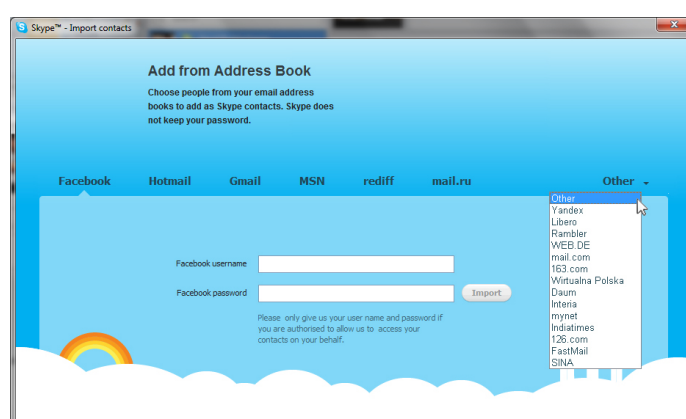 Skype™ - Import contacts
Add from Address Book
Choose people from your email address
books to add as Skype contacts. Skype does
not keep your password.
Facebook Hotmail Gmail MSN rediff mail.ru Other
Other
Yandex
Libero
Rambler
WEB.DE
mail.com
163.com
Wirtualna Polska
Daum
Interia
mynet
Indiatimes
126.com
FastMail
SINA
Facebook username
Facebook password Import
Please only give us your user name and password if
you are authorised to allow us to access your
contacts on your behalf.